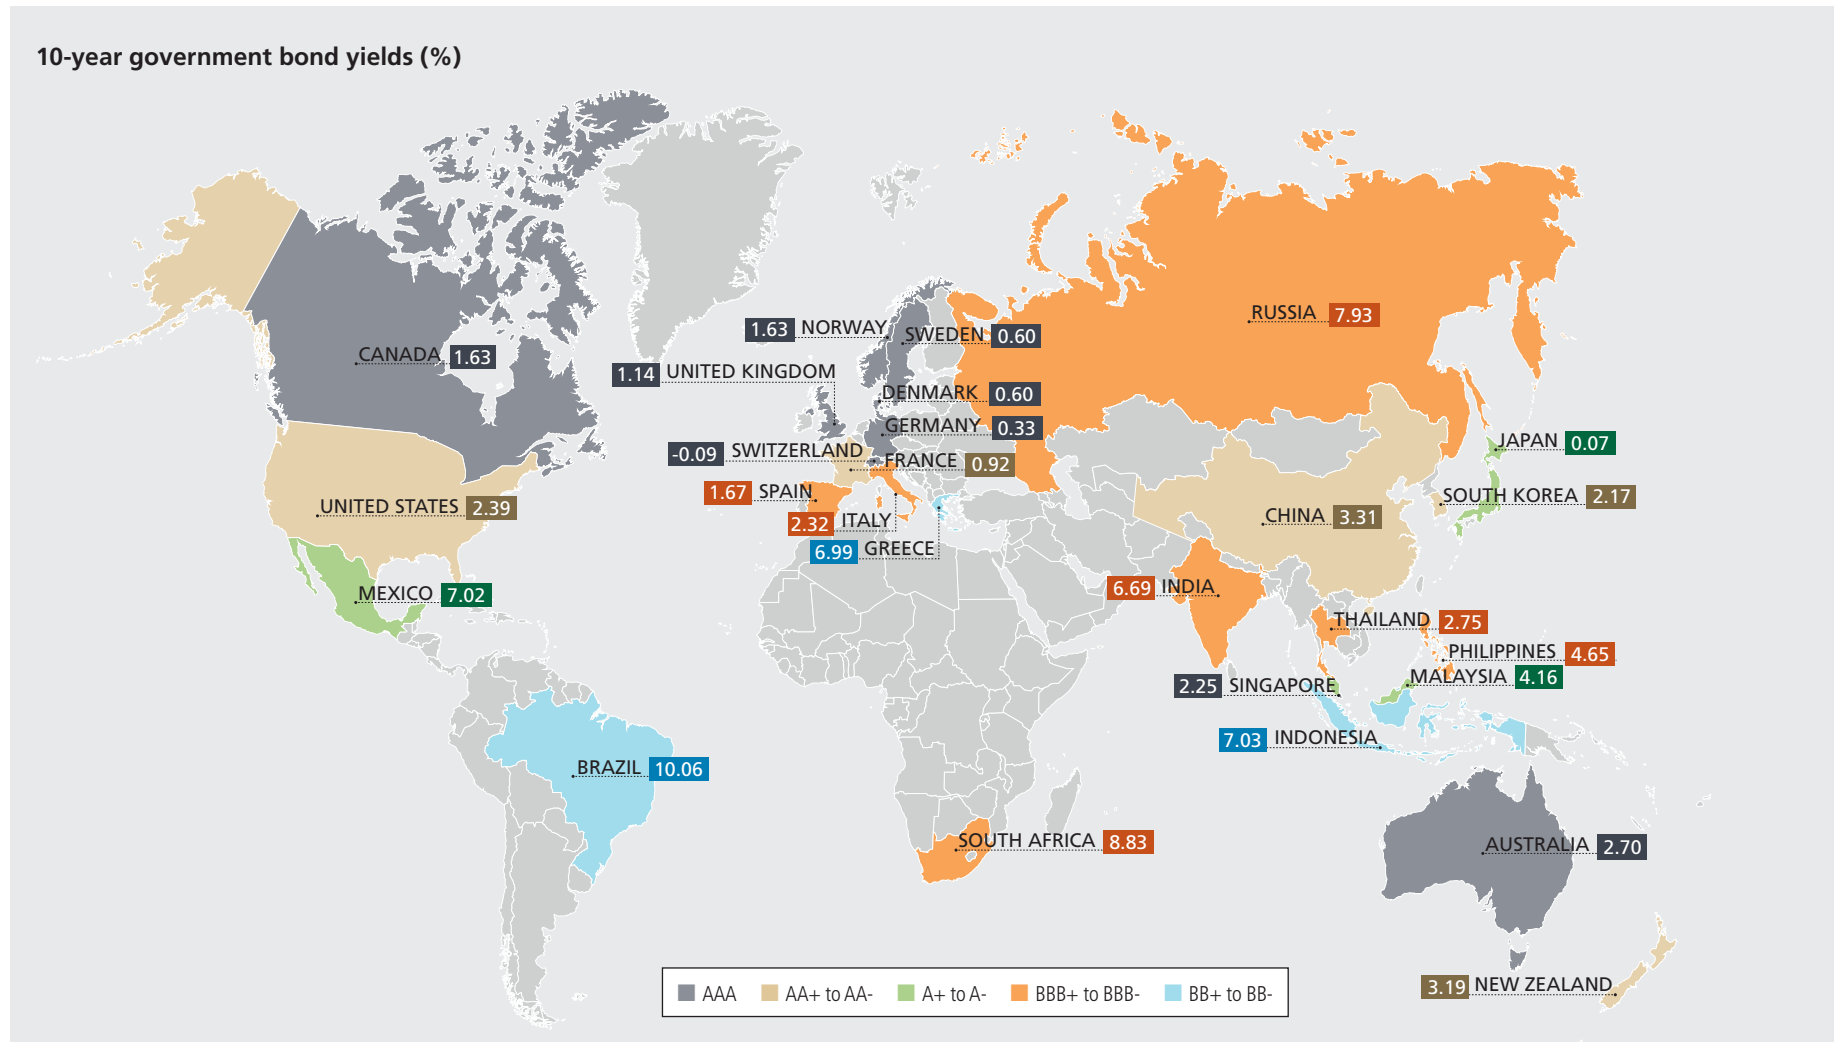 10-year government bond yields (%)
RUSSIA 7.93
1.63 NORWAY
SWEDEN 0.60
CANADA 1.63
1.14 UNITED KINGDOM
DENMARK 0.60
GERMANY 0.33
JAPAN 0.07
-0.09 SWITZERLAND
FRANCE 0.92
1.67 SPAIN
SOUTH KOREA 2.17
UNITED STATES 2.39
CHINA 3.31
2.32 ITALY
6.99 GREECE
6.69 INDIA
MEXICO 7.02
THAILAND 2.75
PHILIPPINES 4.65
MALAYSIA 4.16
2.25 SINGAPORE
7.03 INDONESIA
BRAZIL 10.06
SOUTH AFRICA 8.83
AUSTRALIA 2.70
3.19 NEW ZEALAND
AAA AA+ to AA- A+ to A- BBB+ to BBB- BB+ to BB-